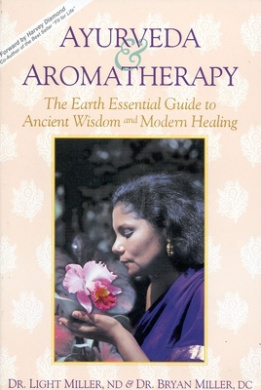 Foreword by Harvey Diamond
Co-Author of the Best Seller "Fit for Life"
AYURVEDA
&
AROMATHERAPY
The Earth Essential Guide to
Ancient Wisdom and Modern Healing
DR. LIGHT MILLER, ND & DR. BRYAN MILLER, DC